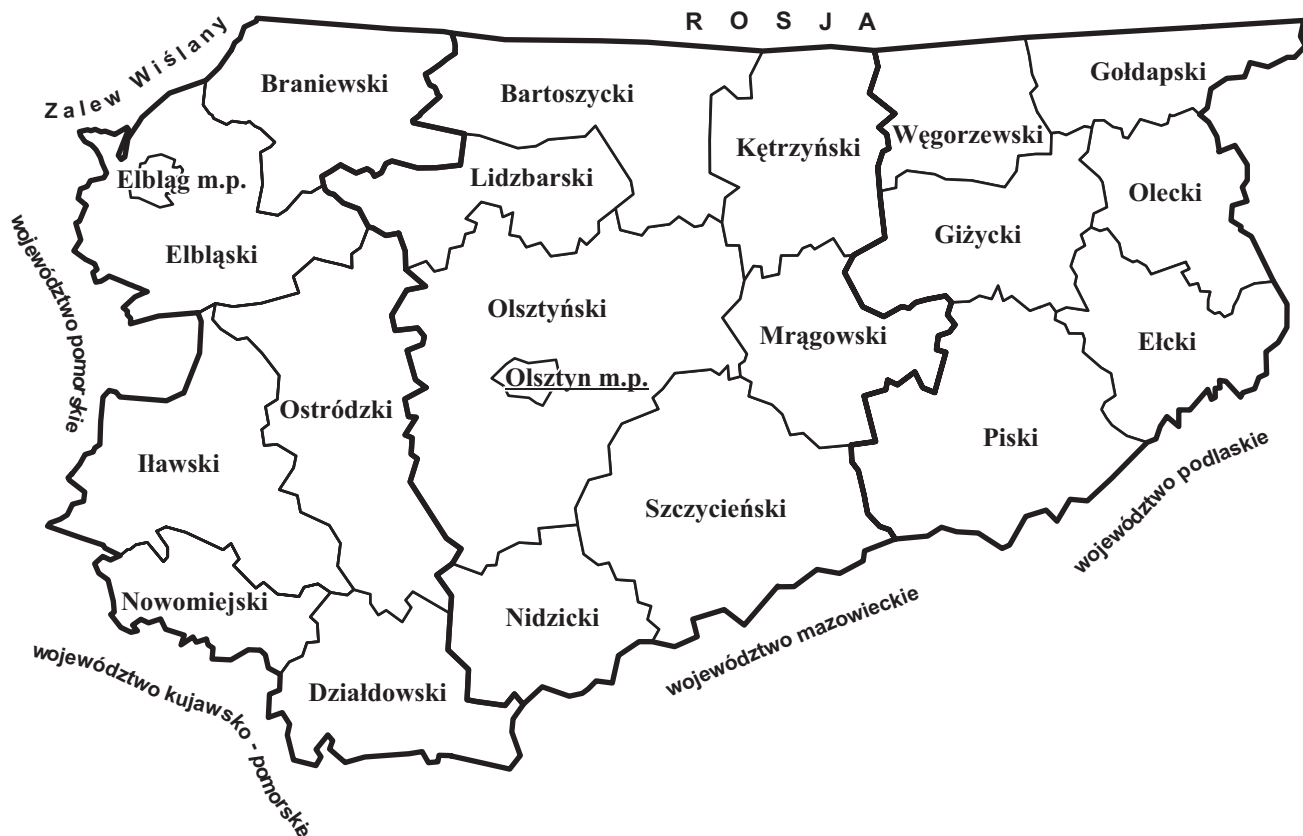 R O S J A
Zalew Wiślany
Braniewski
Bartoszycki
Gołdapski
Kętrzyński
Węgorzewski
Elbląg m.p.
Lidzbarski
Olecki
Elbląski
Giżycki
Olsztyński
Mrągowski
Ełcki
województwo pomorskie
Olsztyn m.p.
Ostródzki
Piski
Iławski
Szczycieński
województwo podlaskie
Nowomiejski
Nidzicki
województwo mazowieckie
Działdowski
województwo kujawsko - pomorskie